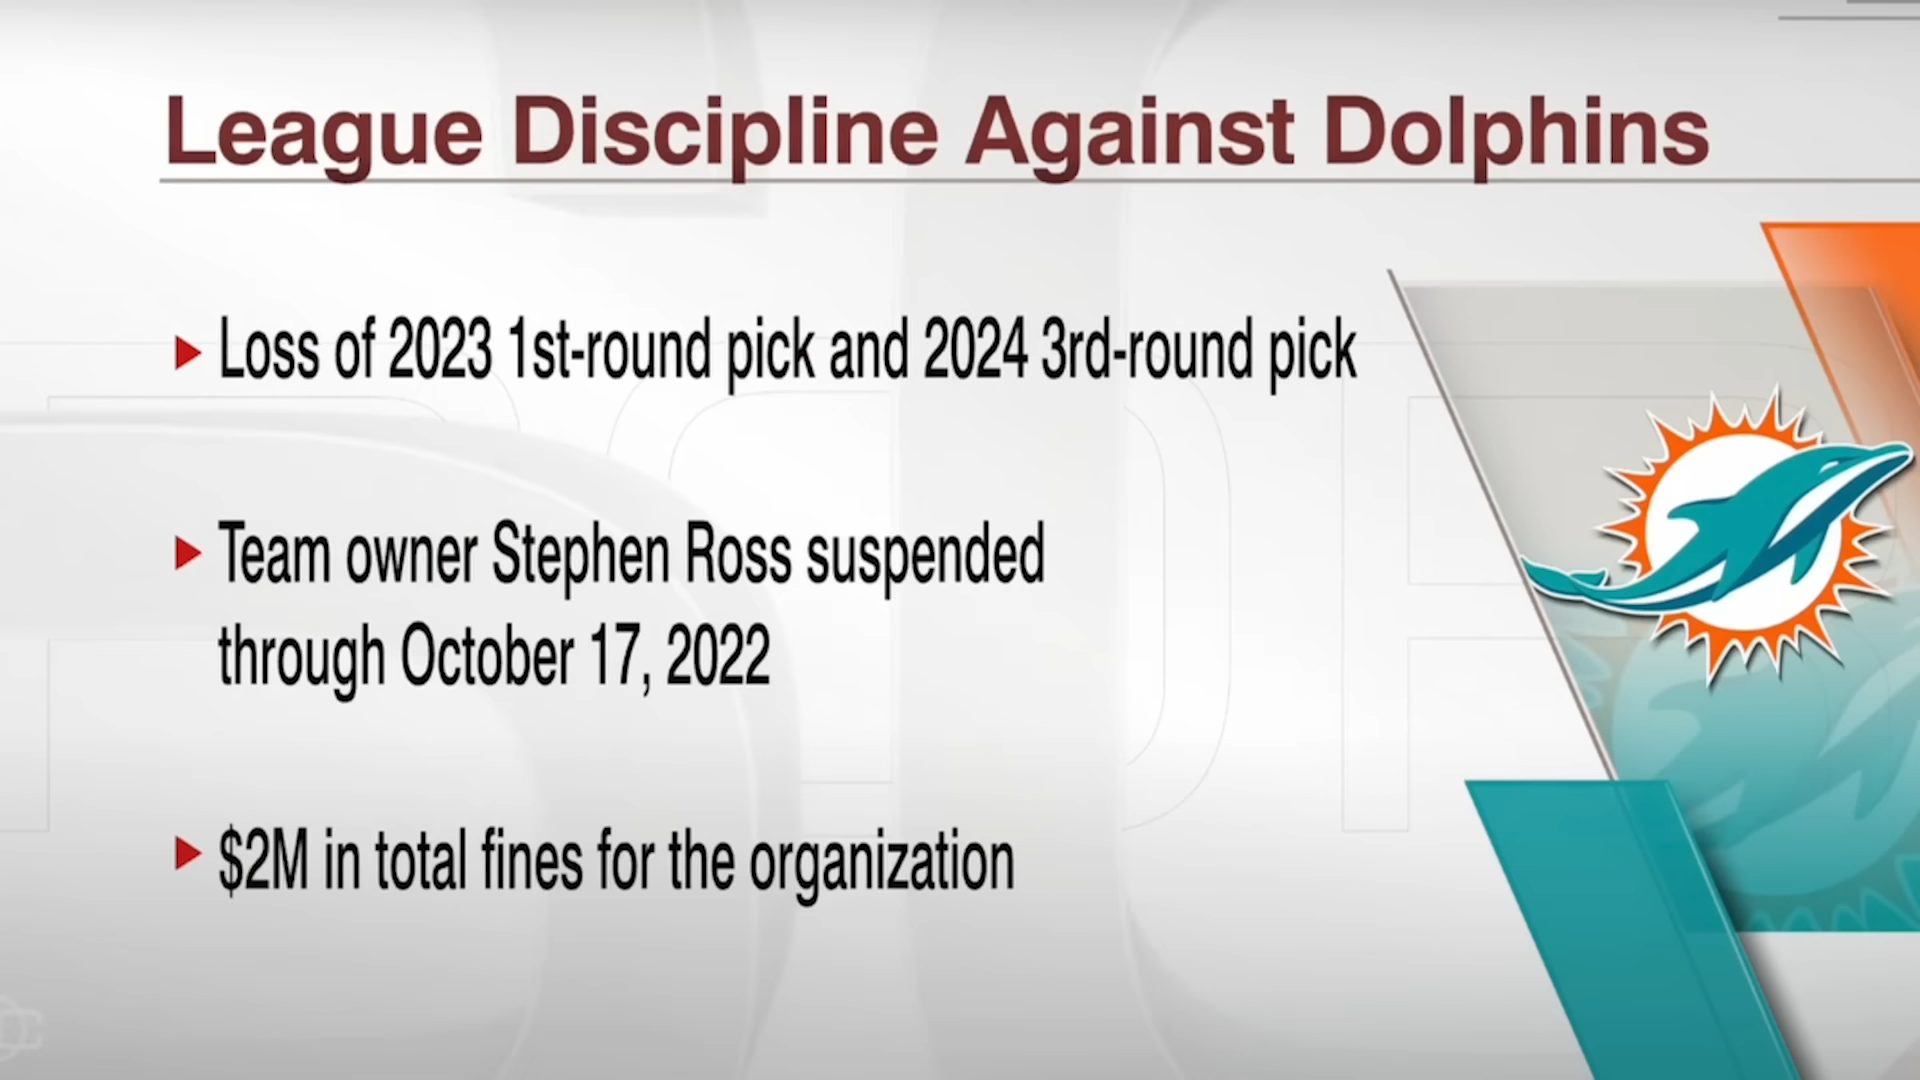 League Discipline Against Dolphins
Loss of 2023 1st-round pick and 2024 3rd-round pick
Team owner Stephen Ross suspended
through October 17, 2022
$2M in total fines for the organization